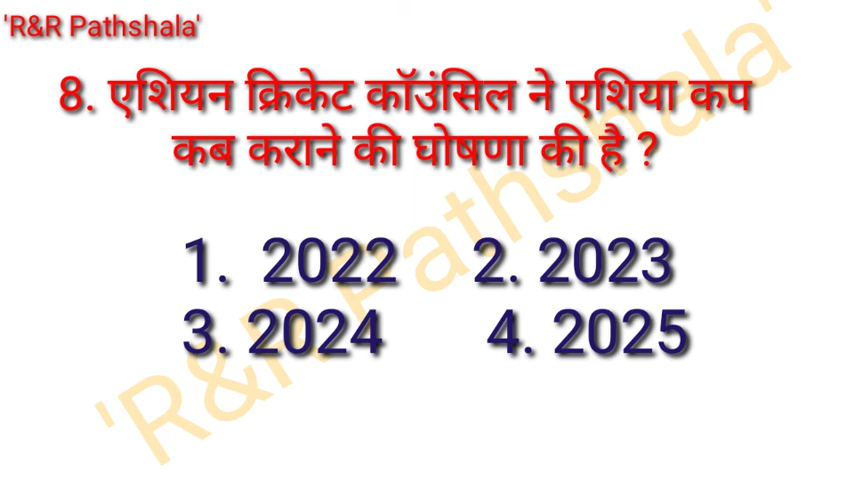 'R&R Pathshala'
8. एशियन क्रिकेट कॉउंसिल ने एशिया कप
कब कराने की घोषणा की है ?
1. 2022 2. 2023
3. 2024 4. 2025
'R&R Pathshala'